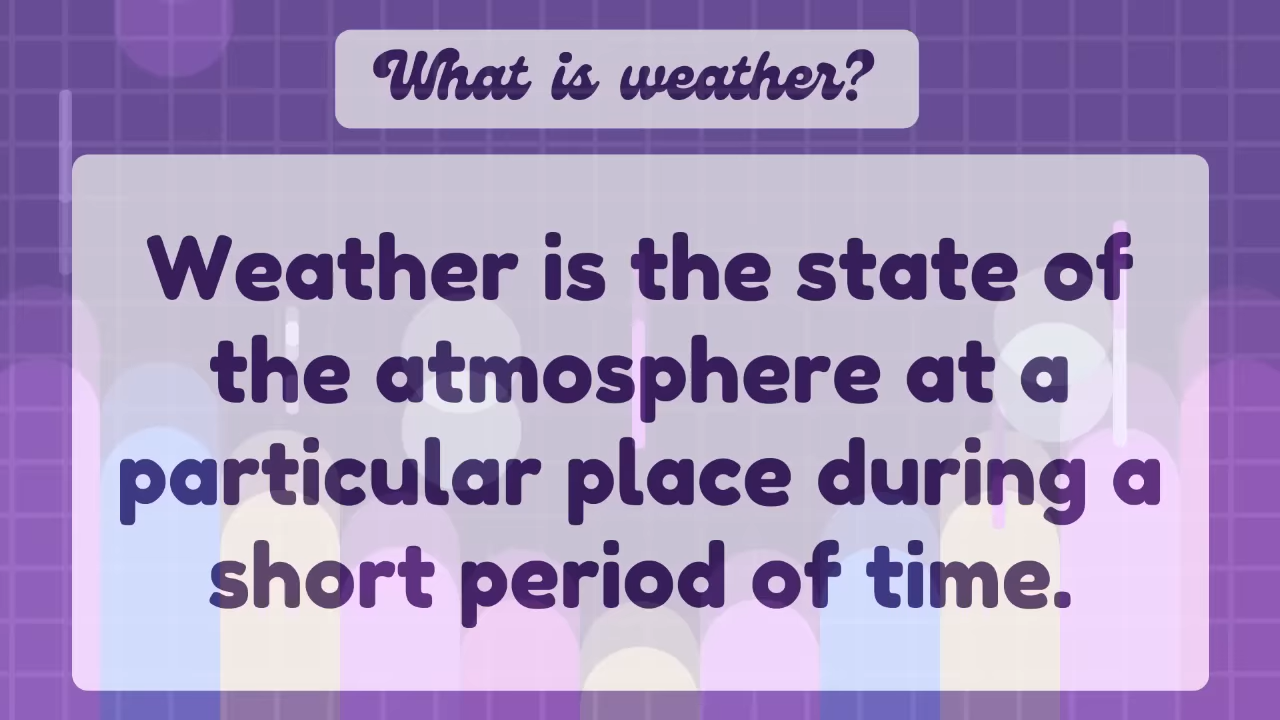 What is weather?
Weather is the state of
the atmosphere at a
particular place during a
short period of time.